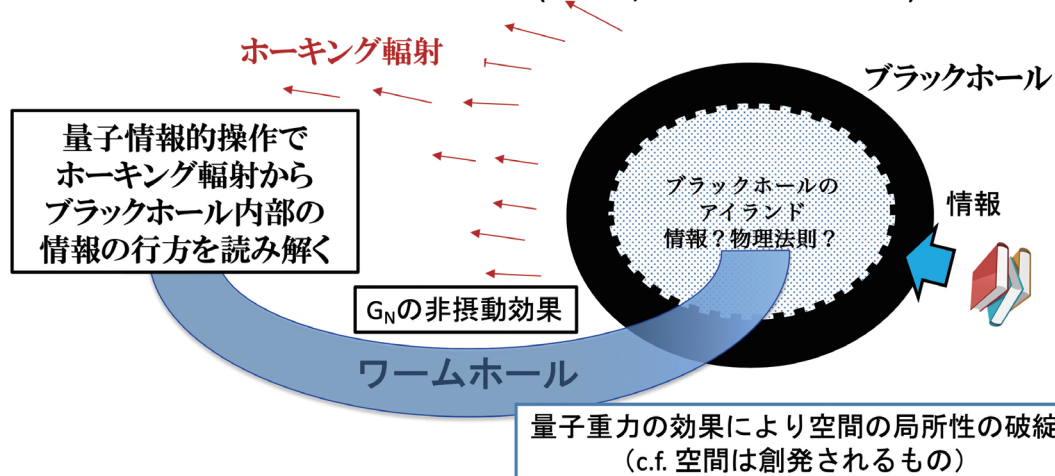 ホーキング輻射
ブラックホール
量子情報的操作で
ホーキング輻射から
ブラックホール内部の
情報の行方を読み解く
ブラックホールの
アイランド
情報？物理法則？
情報
GNの非摂動効果
ワームホール
量子重力の効果により空間の局所性の破綻
（c.f. 空間は創発されるもの）